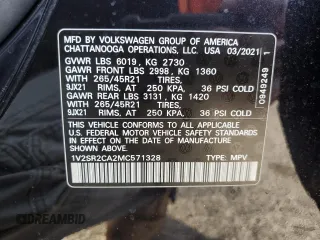 MFD. BY VOLKSWAGEN GROUP OF AMERICA
CHATTANOOGA OPERATIONS, LLC. USA 03/2021
GVWR LBS 6019, KG 2730
GAWR FRONT LBS 2998, KG 1360
WITH 265/45R21 TIRES,
9JX21 RIMS, AT 250 KPA, 36 PSI COLD
GAWR REAR LBS 3131, KG 1420
WITH 265/45R21 TIRES,
9JX21 RIMS, AT 250 KPA, 36 PSI COLD
THIS VEHICLE CONFORMS TO ALL APPLICABLE
FEDERAL MOTOR VEHICLE SAFETY STANDARDS
IN EFFECT ON THE DATE OF MANUFACTURE
SHOWN ABOVE.
1V2SR2CA2MC571328 TYPE: MPV
0949249 1